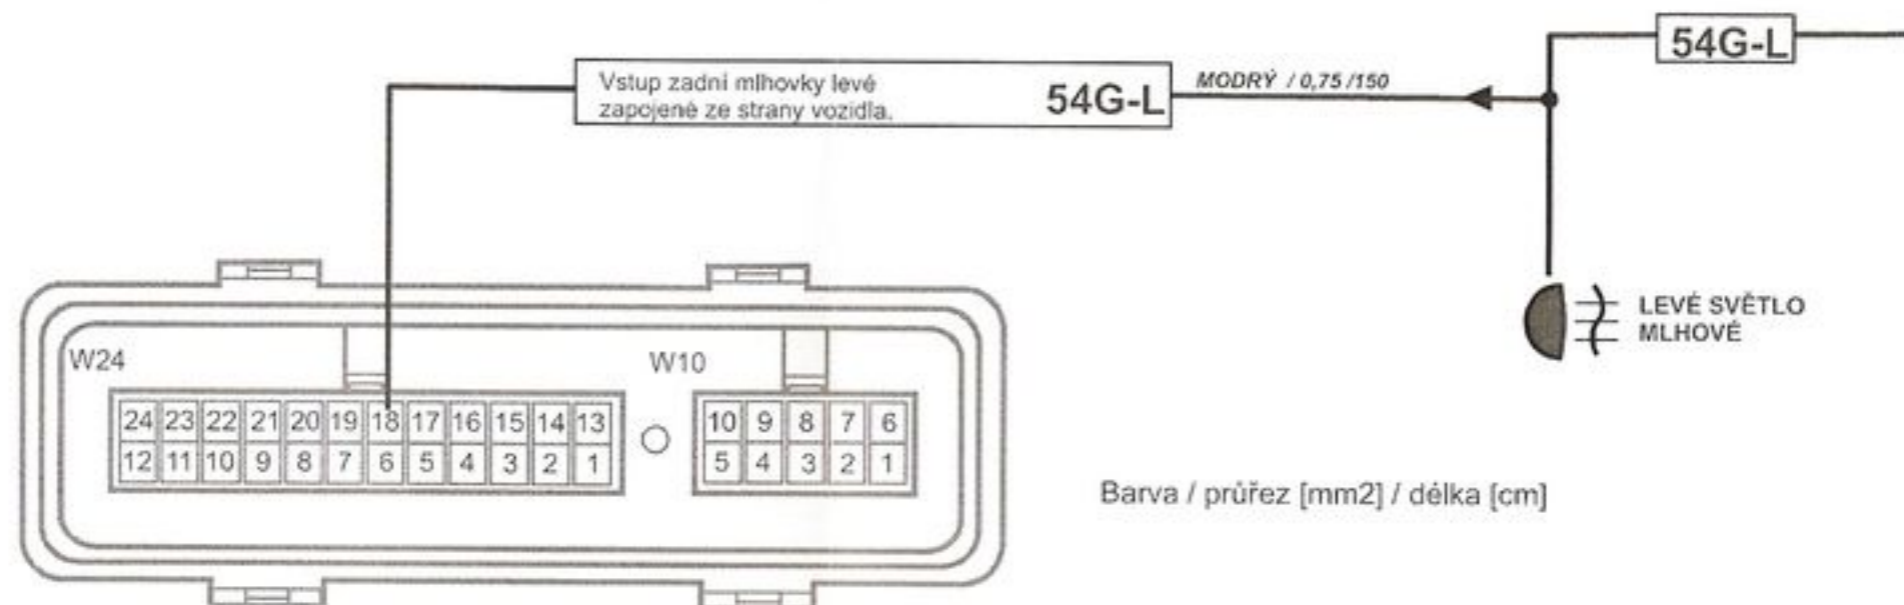 54G-L
Vstup zadní mlhovky levé
zapojené ze strany vozidla.
54G-L
MODRÝ / 0,75 /150
LEVÉ SVĚTLO
MLHOVÉ
W24
W10
24 23 22 21 20 19 18 17 16 15 14 13
12 11 10 9 8 7 6 5 4 3 2 1
10 9 8 7 6
5 4 3 2 1
Barva / průřez [mm2] / délka [cm]